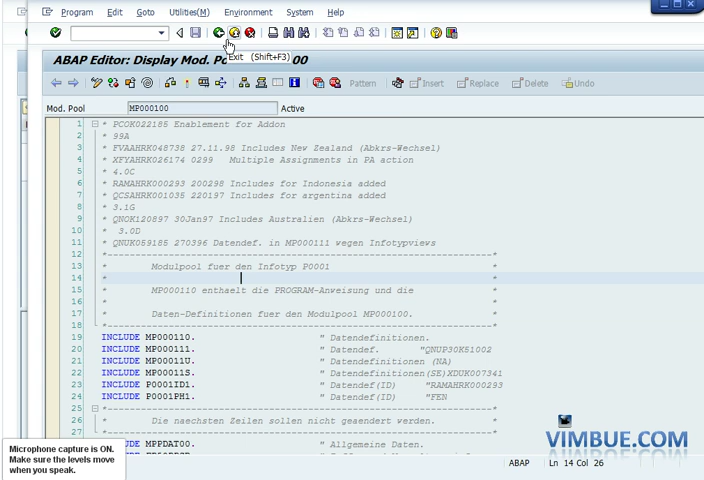 Program Edit Goto Utilities(M) Environment System Help
Exit (Shift+F3)
ABAP Editor: Display Mod. Po 00
Pattern Insert Replace Delete Undo
Mod. Pool MP000100 Active
1 * PCOK022185 Enablement for Addon
2 * 99A
3 * FVAAHRK048738 27.11.98 Includes New Zealand (Abkrs-Wechsel)
4 * XFYAHRK026174 0299 Multiple Assignments in PA action
5 * 4.0C
6 * RAMAHRK000293 200298 Includes for Indonesia added
7 * QCSAHRK001035 220197 Includes for argentina added
8 * 3.1G
9 * QNOK120897 30Jan97 Includes Australien (Abkrs-Wechsel)
10 * 3.0D
11 * QNUK059185 270396 Datendef. in MP000111 wegen Infotypviews
12 *----------------------------------------------------------------*
13 * Modulpool fuer den Infotyp P0001 *
14 * *
15 * MP000110 enthaelt die PROGRAM-Anweisung und die *
16 * *
17 * Daten-Definitionen fuer den Modulpool MP000100. *
18 *----------------------------------------------------------------*
19 INCLUDE MP000110. " Datendefinitionen.
20 INCLUDE MP000111. " Datendef. "QNUP30K51002
21 INCLUDE MP00011U. " Datendefinitionen (NA)
22 INCLUDE MP00011S. " Datendefinitionen(SE)XDUK007341
23 INCLUDE P0001ID1. " Datendef(ID) "RAMAHRK000293
24 INCLUDE P0001PH1. " Datendef(ID) "FEN
25 *----------------------------------------------------------------*
26 * Die naechsten Zeilen sollen nicht geaendert werden. *
27 *----------------------------------------------------------------*
UDE MPPDAT00. " Allgemeine Daten.
Microphone capture is ON.
Make sure the levels move
when you speak.
VIMBUE.COM
ABAP Ln 14 Col 26